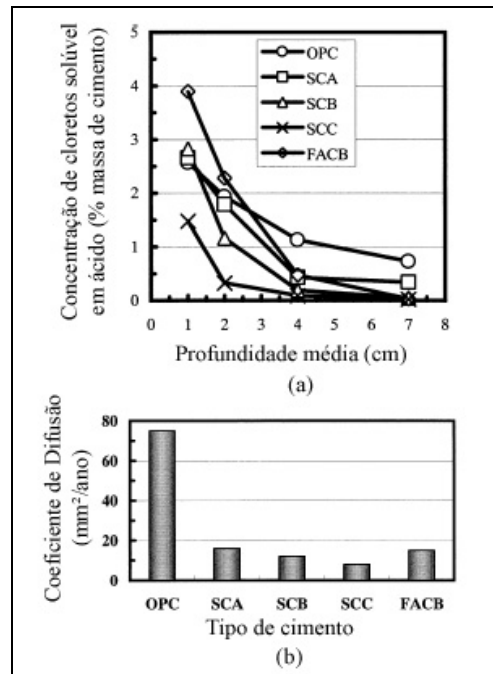 Concentração de cloretos solúvel
em ácido (% massa de cimento)
5
4
3
2
1
0
OPC
SCA
SCB
SCC
FACB
0 1 2 3 4 5 6 7 8
Profundidade média (cm)
(a)
Coeficiente de Difusão
(mm²/ano)
80
60
40
20
0
OPC SCA SCB SCC FACB
Tipo de cimento
(b)